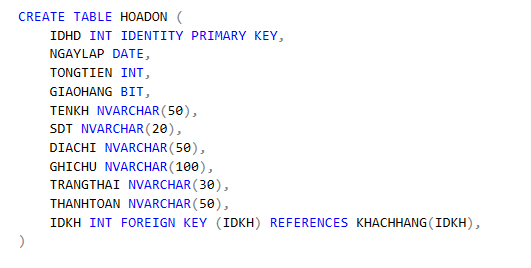 CREATE TABLE HOADON (
IDHD INT IDENTITY PRIMARY KEY,
NGAYLAP DATE,
TONGTIEN INT,
GIAOHANG BIT,
TENKH NVARCHAR(50),
SDT NVARCHAR(20),
DIACHI NVARCHAR(50),
GHICHU NVARCHAR(100),
TRANGTHAI NVARCHAR(30),
THANHTOAN NVARCHAR(50),
IDKH INT FOREIGN KEY (IDKH) REFERENCES KHACHHANG(IDKH),
)